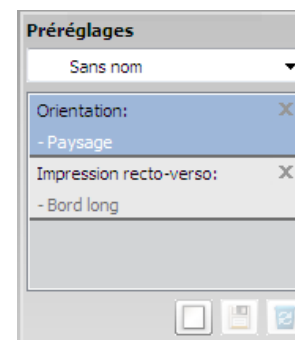 Préréglages
Sans nom
Orientation:
- Paysage
Impression recto-verso:
- Bord long